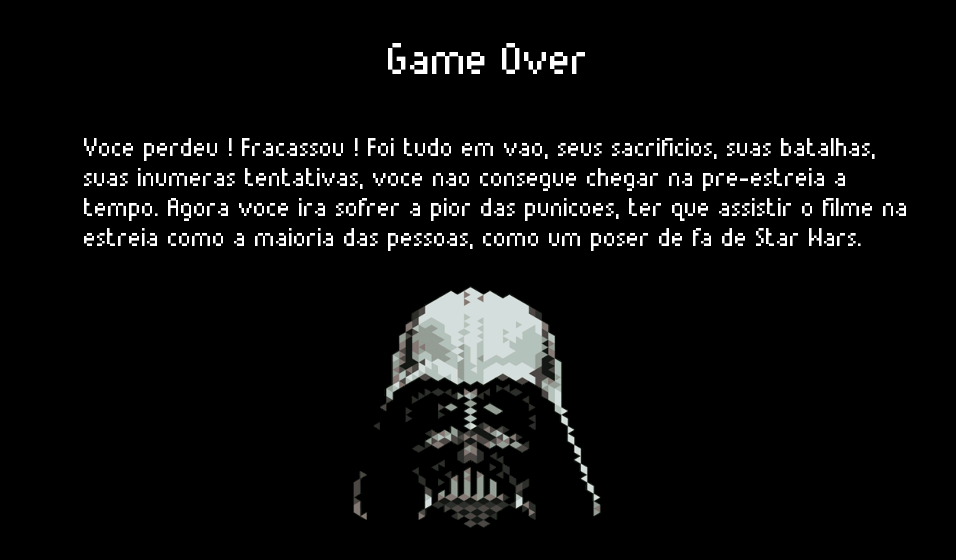 Game Over
Voce perdeu ! Fracassou ! Foi tudo em vao, seus sacrificios, suas batalhas,
suas inumeras tentativas, voce nao consegue chegar na pre-estreia a
tempo. Agora voce ira sofrer a pior das punicoes, ter que assistir o filme na
estreia como a maioria das pessoas, como um poser de fa de Star Wars.